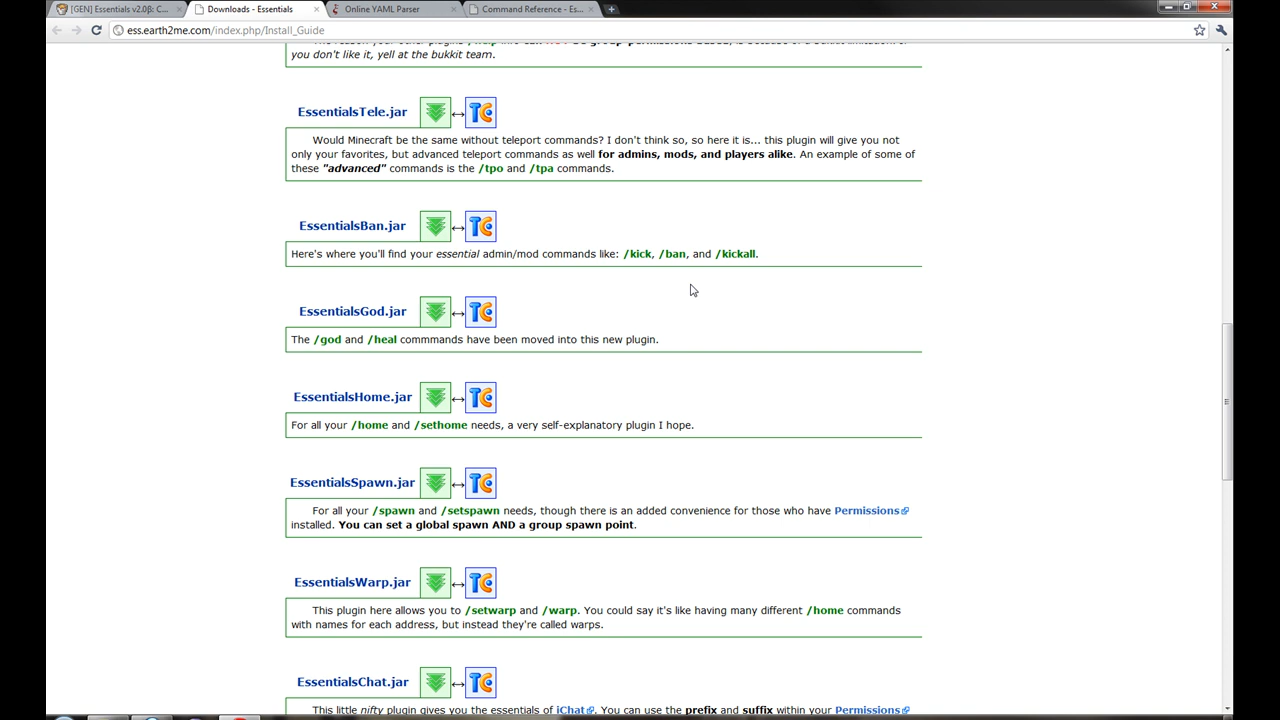 [GEN] Essentials v2.0β: C...
Downloads - Essentials
Online YAML Parser
Command Reference - Es...
ess.earth2me.com/index.php/Install_Guide
you don't like it, yell at the bukkit team.
EssentialsTele.jar
Would Minecraft be the same without teleport commands? I don't think so, so here it is... this plugin will give you not
only your favorites, but advanced teleport commands as well for admins, mods, and players alike. An example of some of
these "advanced" commands is the /tpo and /tpa commands.
EssentialsBan.jar
Here's where you'll find your essential admin/mod commands like: /kick, /ban, and /kickall.
EssentialsGod.jar
The /god and /heal commmands have been moved into this new plugin.
EssentialsHome.jar
For all your /home and /sethome needs, a very self-explanatory plugin I hope.
EssentialsSpawn.jar
For all your /spawn and /setspawn needs, though there is an added convenience for those who have Permissions
installed. You can set a global spawn AND a group spawn point.
EssentialsWarp.jar
This plugin here allows you to /setwarp and /warp. You could say it's like having many different /home commands
with names for each address, but instead they're called warps.
EssentialsChat.jar
This little nifty plugin gives you the essentials of iChat. You can use the prefix and suffix within your Permissions